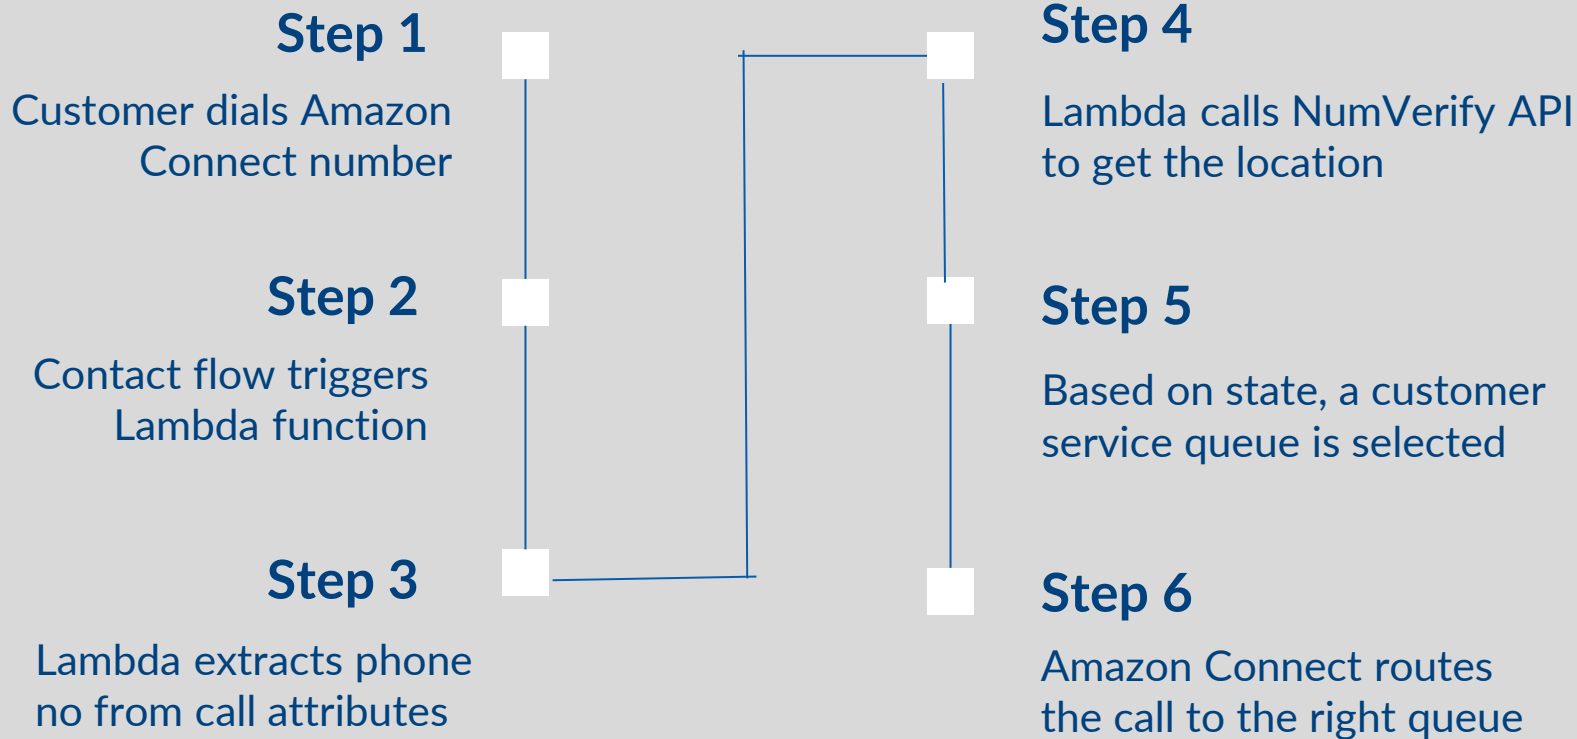 Step 1
Customer dials Amazon
Connect number
Step 2
Contact flow triggers
Lambda function
Step 3
Lambda extracts phone
no from call attributes
Step 4
Lambda calls NumVerify API
to get the location
Step 5
Based on state, a customer
service queue is selected
Step 6
Amazon Connect routes
the call to the right queue